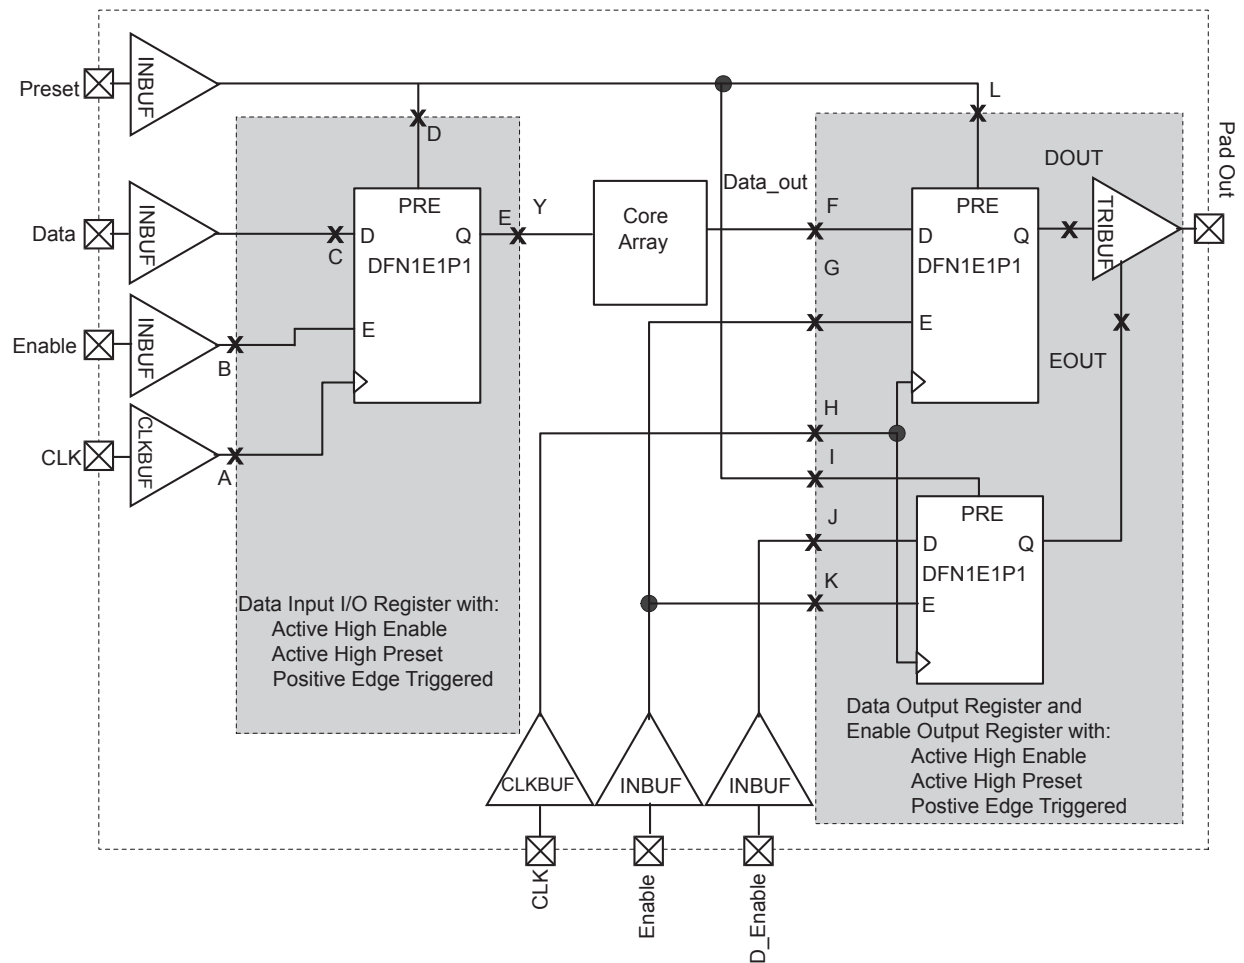 Preset
INBUF
L
D
Pad Out
DOUT
Data_out
PRE
Y
Core
Array
F
PRE
TRIBUF
Data
INBUF
C
D
Q
E
D
Q
DFN1E1P1
G
DFN1E1P1
Enable
INBUF
B
E
E
EOUT
CLK
CLKBUF
A
H
I
PRE
J
D
Q
DFN1E1P1
K
E
Data Input I/O Register with:
Active High Enable
Active High Preset
Positive Edge Triggered
Data Output Register and
Enable Output Register with:
Active High Enable
Active High Preset
Postive Edge Triggered
CLKBUF
INBUF
INBUF
CLK
Enable
D_Enable